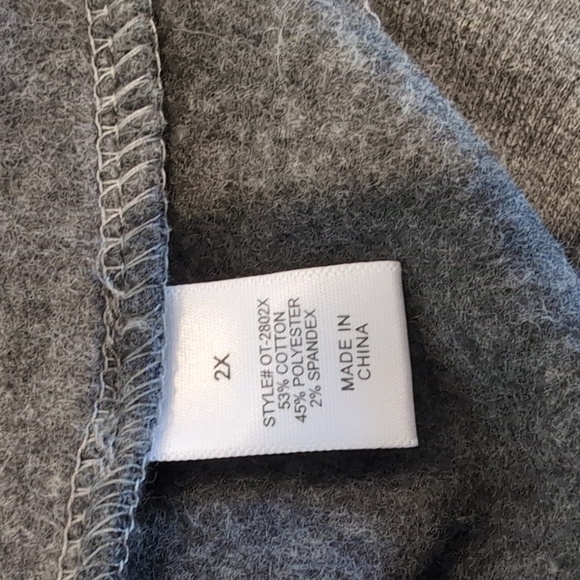 2X
STYLE# OT-2802X
53% COTTON
45% POLYESTER
2% SPANDEX
MADE IN
CHINA